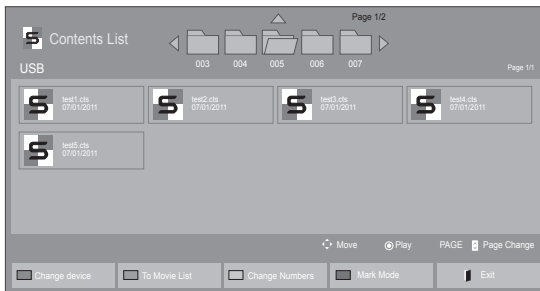 Page 1/2
Contents List
003 004 005 006 007
USB
Page 1/1
test1.cts
07/01/2011
test2.cts
07/01/2011
test3.cts
07/01/2011
test4.cts
07/01/2011
test5.cts
07/01/2011
Move Play PAGE Page Change
Change device To Movie List Change Numbers Mark Mode Exit